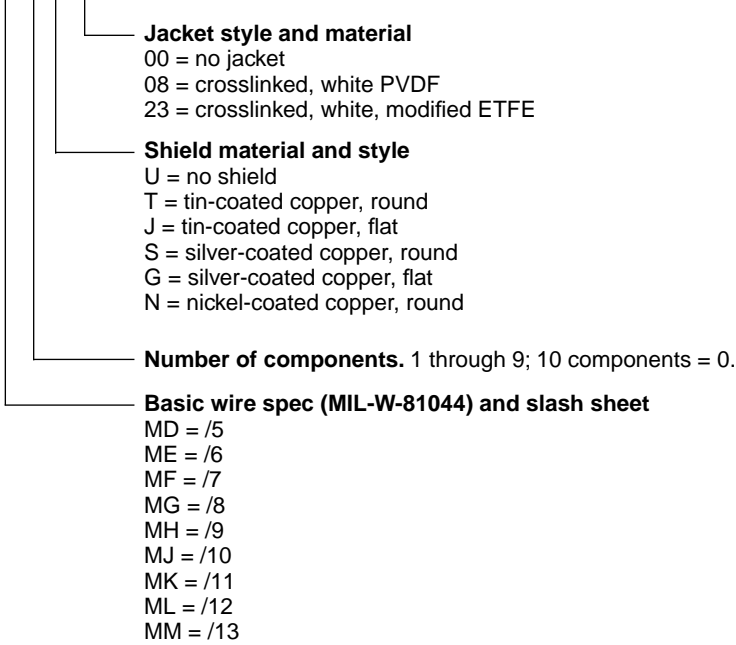 Jacket style and material
00 = no jacket
08 = crosslinked, white PVDF
23 = crosslinked, white, modified ETFE
Shield material and style
U = no shield
T = tin-coated copper, round
J = tin-coated copper, flat
S = silver-coated copper, round
G = silver-coated copper, flat
N = nickel-coated copper, round
Number of components. 1 through 9; 10 components = 0.
Basic wire spec (MIL-W-81044) and slash sheet
MD = /5
ME = /6
MF = /7
MG = /8
MH = /9
MJ = /10
MK = /11
ML = /12
MM = /13